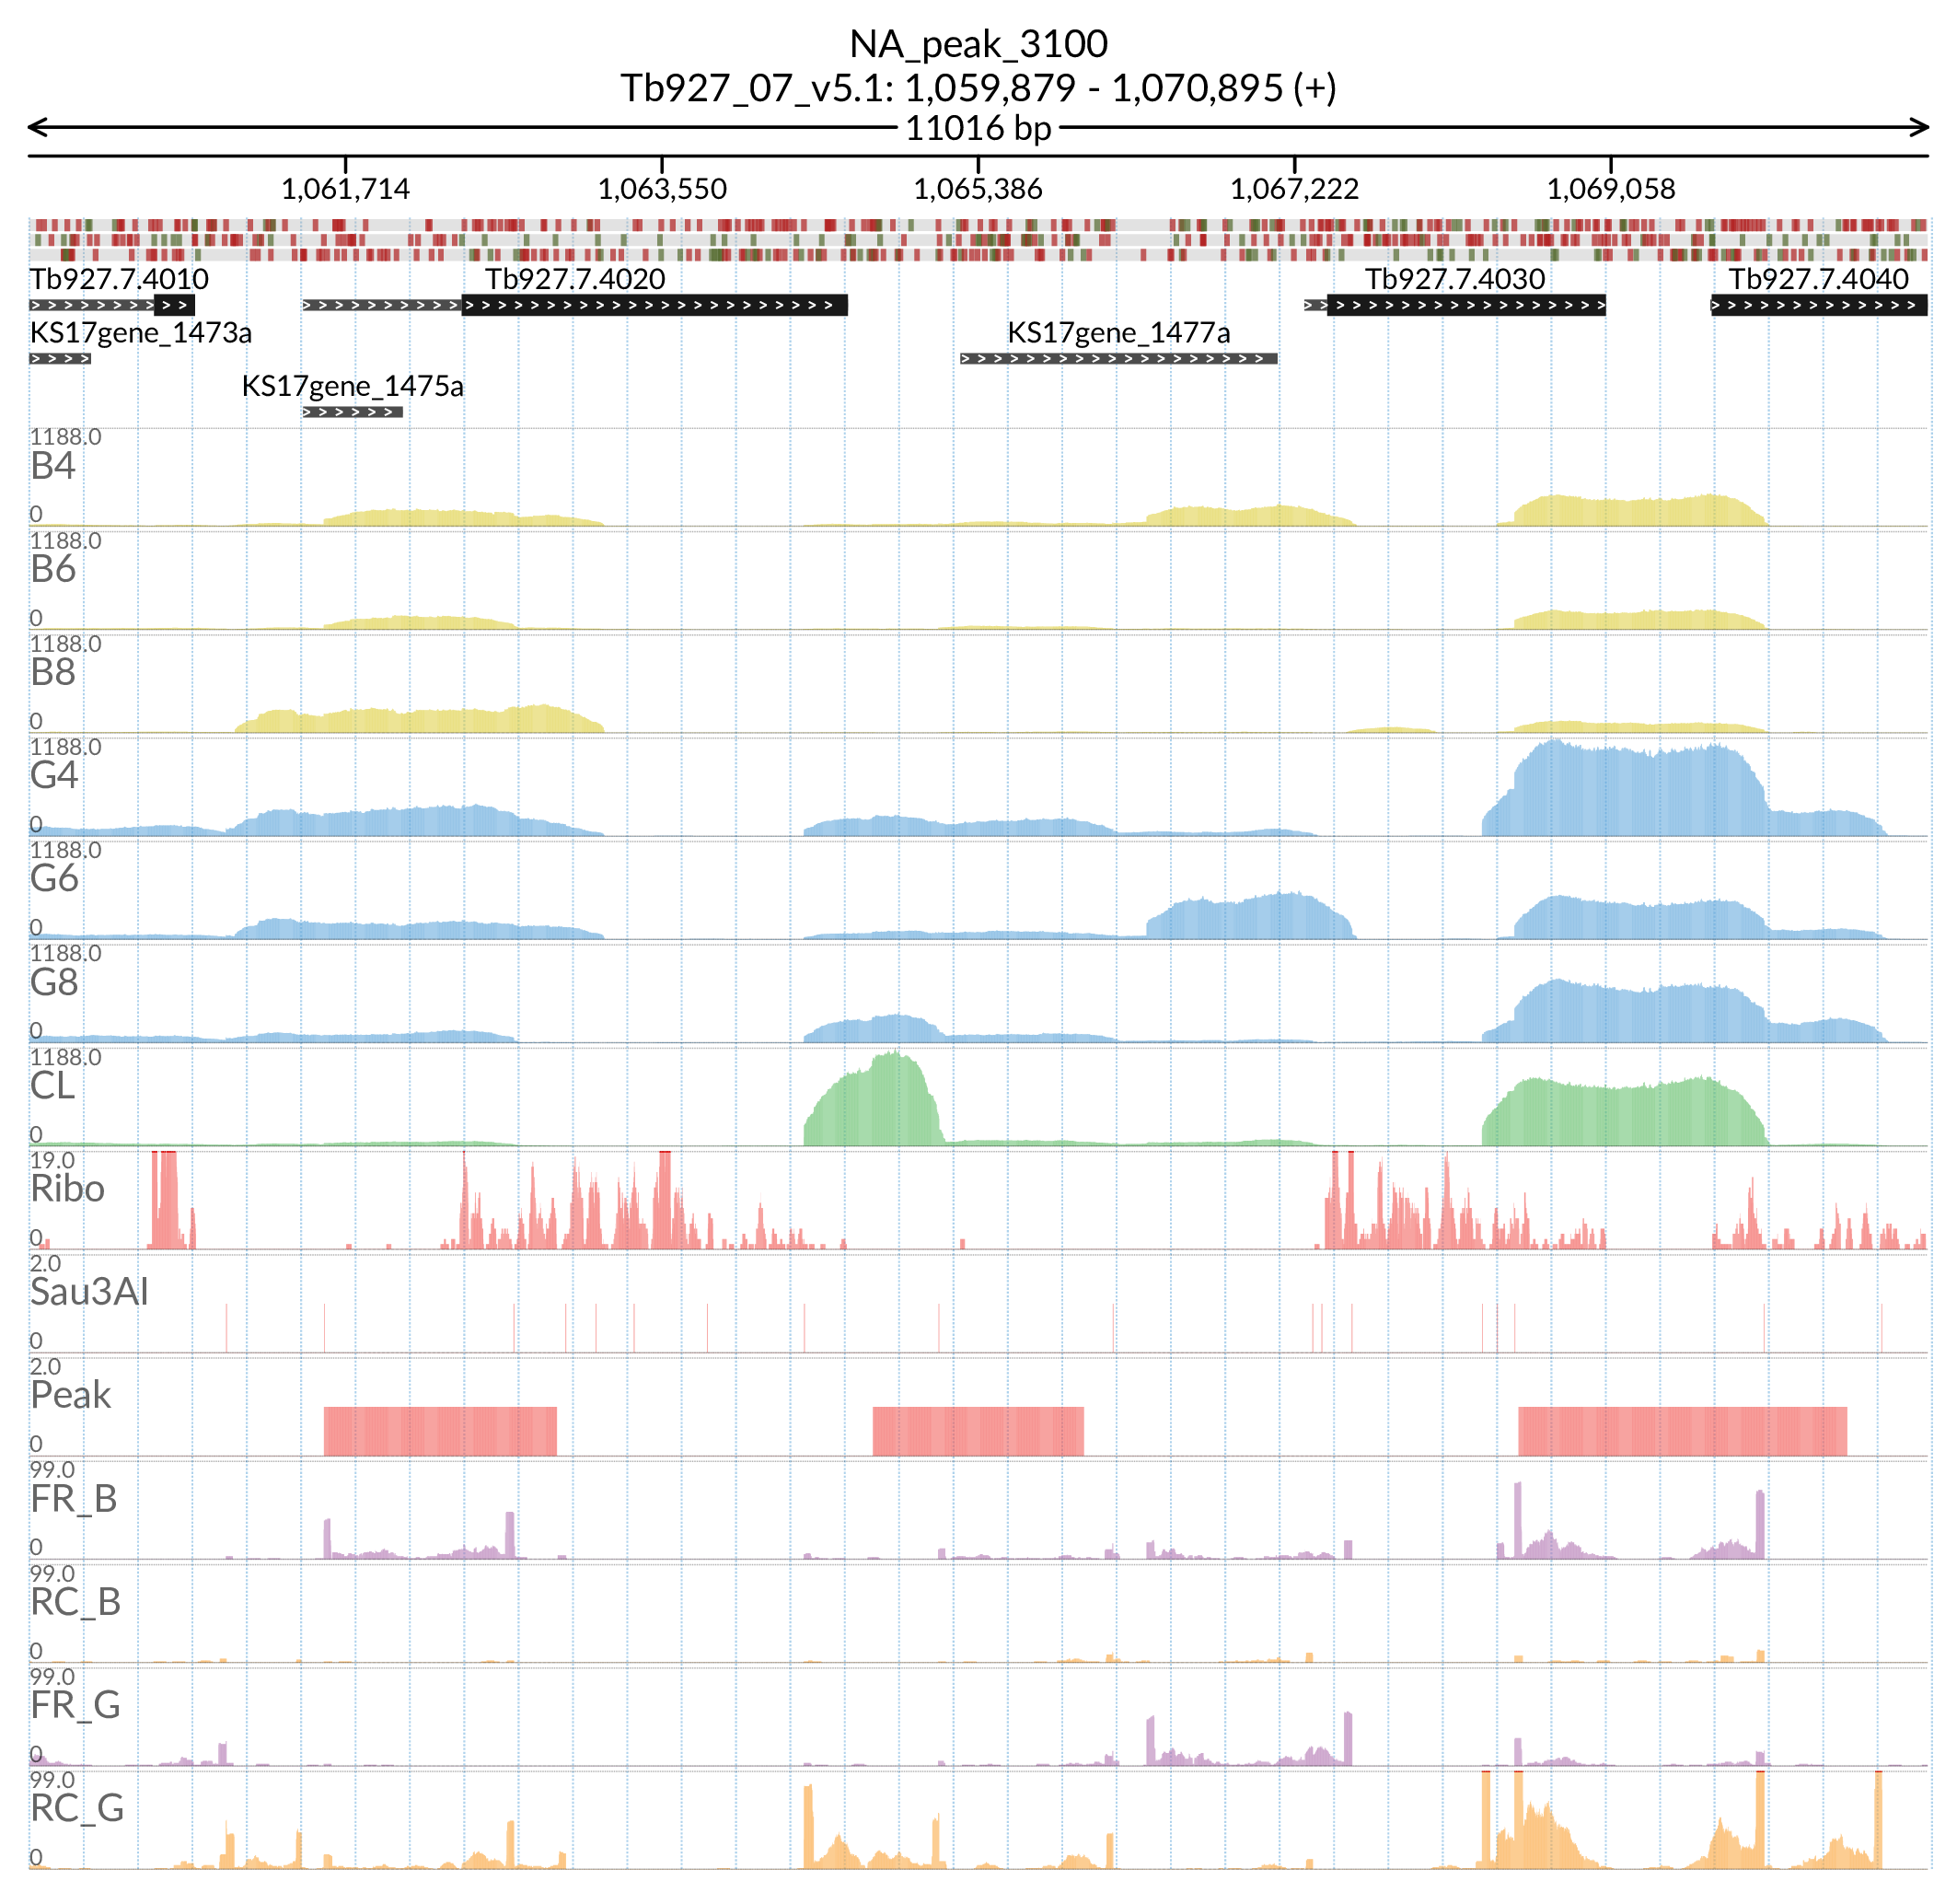 NA_peak_3100
Tb927_07_v5.1: 1,059,879 - 1,070,895 (+)
11016 bp
1,061,714 1,063,550 1,065,386 1,067,222 1,069,058
Tb927.7.4010 Tb927.7.4020 Tb927.7.4030 Tb927.7.4040
KS17gene_1473a KS17gene_1477a
KS17gene_1475a
1188.0
B4
0
1188.0
B6
0
1188.0
B8
0
1188.0
G4
0
1188.0
G6
0
1188.0
G8
0
1188.0
CL
0
19.0
Ribo
0
2.0
Sau3AI
0
2.0
Peak
0
99.0
FR_B
0
99.0
RC_B
0
99.0
FR_G
0
99.0
RC_G
0